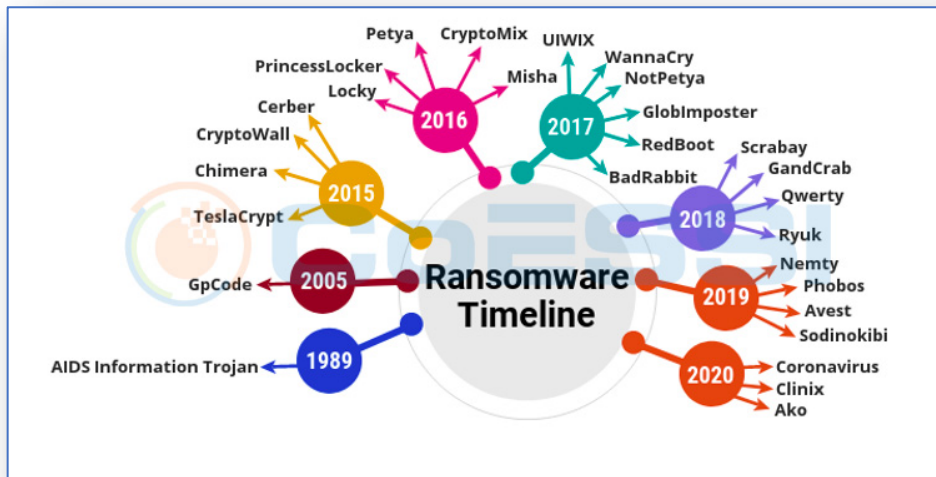 Ransomware
Timeline
1989
AIDS Information Trojan
2005
GpCode
2015
Cerber
CryptoWall
Chimera
TeslaCrypt
2016
Petya
CryptoMix
PrincessLocker
Locky
Misha
2017
UIWIX
WannaCry
NotPetya
GlobImposter
RedBoot
BadRabbit
2018
Scrabay
GandCrab
Qwerty
Ryuk
2019
Nemty
Phobos
Avest
Sodinokibi
2020
Coronavirus
Clinix
Ako
CoESSI